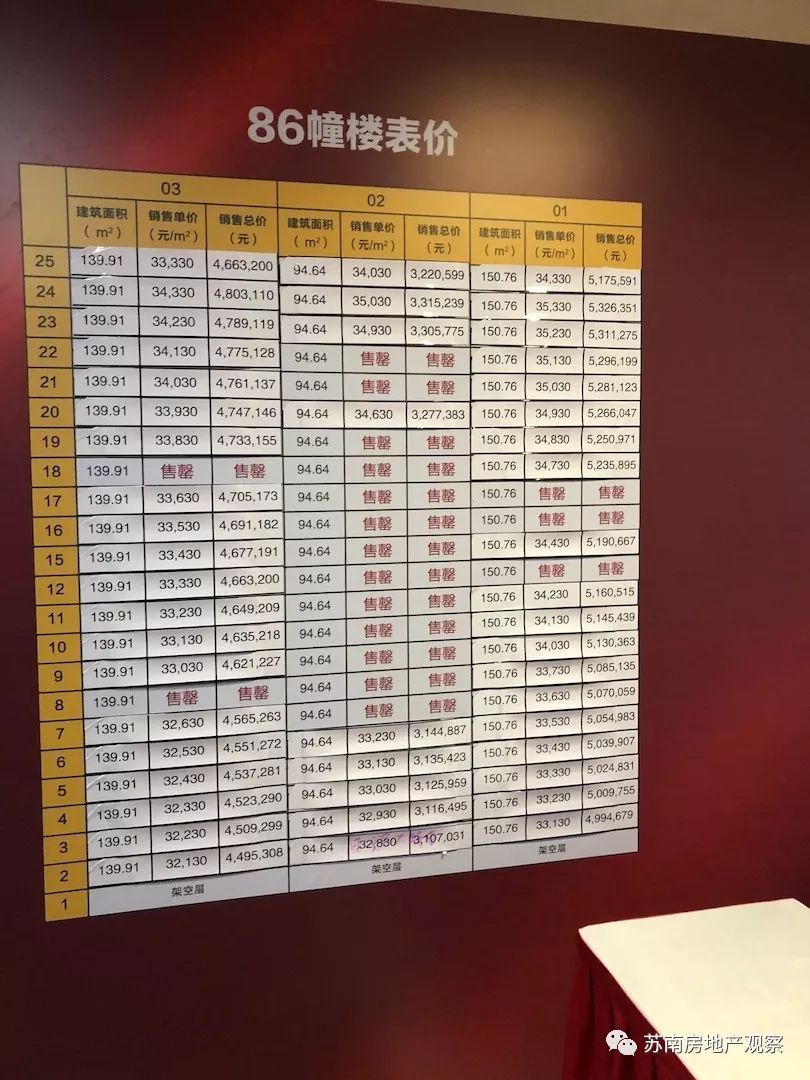 86幢楼表价
03 02 01
建筑面积（m²） 销售单价（元/m²） 销售总价（元） 建筑面积（m²） 销售单价（元/m²） 销售总价（元） 建筑面积（m²） 销售单价（元/m²） 销售总价（元）
25 139.91 33,330 4,663,200 94.64 34,030 3,220,599 150.76 34,330 5,175,591
24 139.91 34,330 4,803,110 94.64 35,030 3,315,239 150.76 35,330 5,326,351
23 139.91 34,230 4,789,119 94.64 34,930 3,305,775 150.76 35,230 5,311,275
22 139.91 34,130 4,775,128 94.64 售罄 售罄 150.76 35,130 5,296,199
21 139.91 34,030 4,761,137 94.64 售罄 售罄 150.76 35,030 5,281,123
20 139.91 33,930 4,747,146 94.64 34,630 3,277,383 150.76 34,930 5,266,047
19 139.91 33,830 4,733,155 94.64 售罄 售罄 150.76 34,830 5,250,971
18 139.91 售罄 售罄 94.64 售罄 售罄 150.76 34,730 5,235,895
17 139.91 33,630 4,705,173 94.64 售罄 售罄 150.76 售罄 售罄
16 139.91 33,530 4,691,182 94.64 售罄 售罄 150.76 售罄 售罄
15 139.91 33,430 4,677,191 94.64 售罄 售罄 150.76 34,430 5,190,667
12 139.91 33,330 4,663,200 94.64 售罄 售罄 150.76 售罄 售罄
11 139.91 33,230 4,649,209 94.64 售罄 售罄 150.76 34,230 5,160,515
10 139.91 33,130 4,635,218 94.64 售罄 售罄 150.76 34,130 5,145,439
9 139.91 33,030 4,621,227 94.64 售罄 售罄 150.76 34,030 5,130,363
8 139.91 售罄 售罄 94.64 售罄 售罄 150.76 33,730 5,085,135
7 139.91 32,630 4,565,263 94.64 售罄 售罄 150.76 33,630 5,070,059
6 139.91 32,530 4,551,272 94.64 33,230 3,144,887 150.76 33,530 5,054,983
5 139.91 32,430 4,537,281 94.64 33,130 3,135,423 150.76 33,430 5,039,907
4 139.91 32,330 4,523,290 94.64 33,030 3,125,959 150.76 33,330 5,024,831
3 139.91 32,230 4,509,299 94.64 32,930 3,116,495 150.76 33,230 5,009,755
2 139.91 32,130 4,495,308 94.64 32,830 3,107,031 150.76 33,130 4,994,679
1 架空层 架空层 架空层
苏南房地产观察